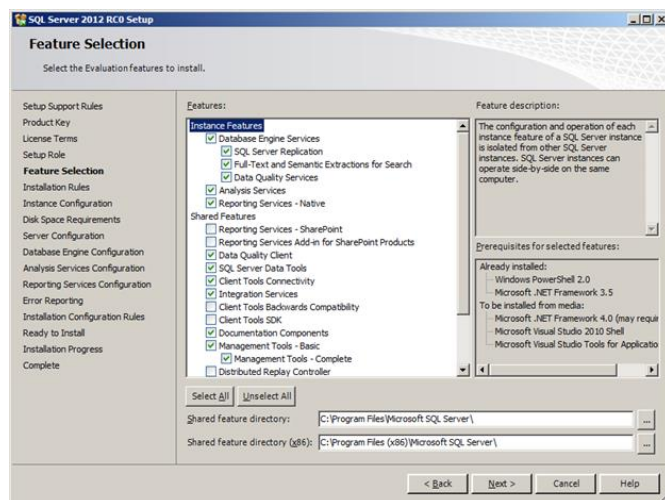 SQL Server 2012 RC0 Setup
Feature Selection
Select the Evaluation features to install.
Setup Support Rules
Product Key
License Terms
Setup Role
Feature Selection
Installation Rules
Instance Configuration
Disk Space Requirements
Server Configuration
Database Engine Configuration
Analysis Services Configuration
Reporting Services Configuration
Error Reporting
Installation Configuration Rules
Ready to Install
Installation Progress
Complete
Features:
Instance Features
Database Engine Services
SQL Server Replication
Full-Text and Semantic Extractions for Search
Data Quality Services
Analysis Services
Reporting Services - Native
Shared Features
Reporting Services - SharePoint
Reporting Services Add-in for SharePoint Products
Data Quality Client
SQL Server Data Tools
Client Tools Connectivity
Integration Services
Client Tools Backwards Compatibility
Client Tools SDK
Documentation Components
Management Tools - Basic
Management Tools - Complete
Distributed Replay Controller
Feature description:
The configuration and operation of each
instance feature of a SQL Server instance
is isolated from other SQL Server
instances. SQL Server instances can
operate side-by-side on the same
computer.
Prerequisites for selected features:
Already installed:
Windows PowerShell 2.0
Microsoft .NET Framework 3.5
To be installed from media:
Microsoft .NET Framework 4.0 (may requir
Microsoft Visual Studio 2010 Shell
Microsoft Visual Studio Tools for Applicatio
Select All
Unselect All
Shared feature directory:
C:\Program Files\Microsoft SQL Server\
...
Shared feature directory (x86):
C:\Program Files (x86)\Microsoft SQL Server\
...
< Back
Next >
Cancel
Help